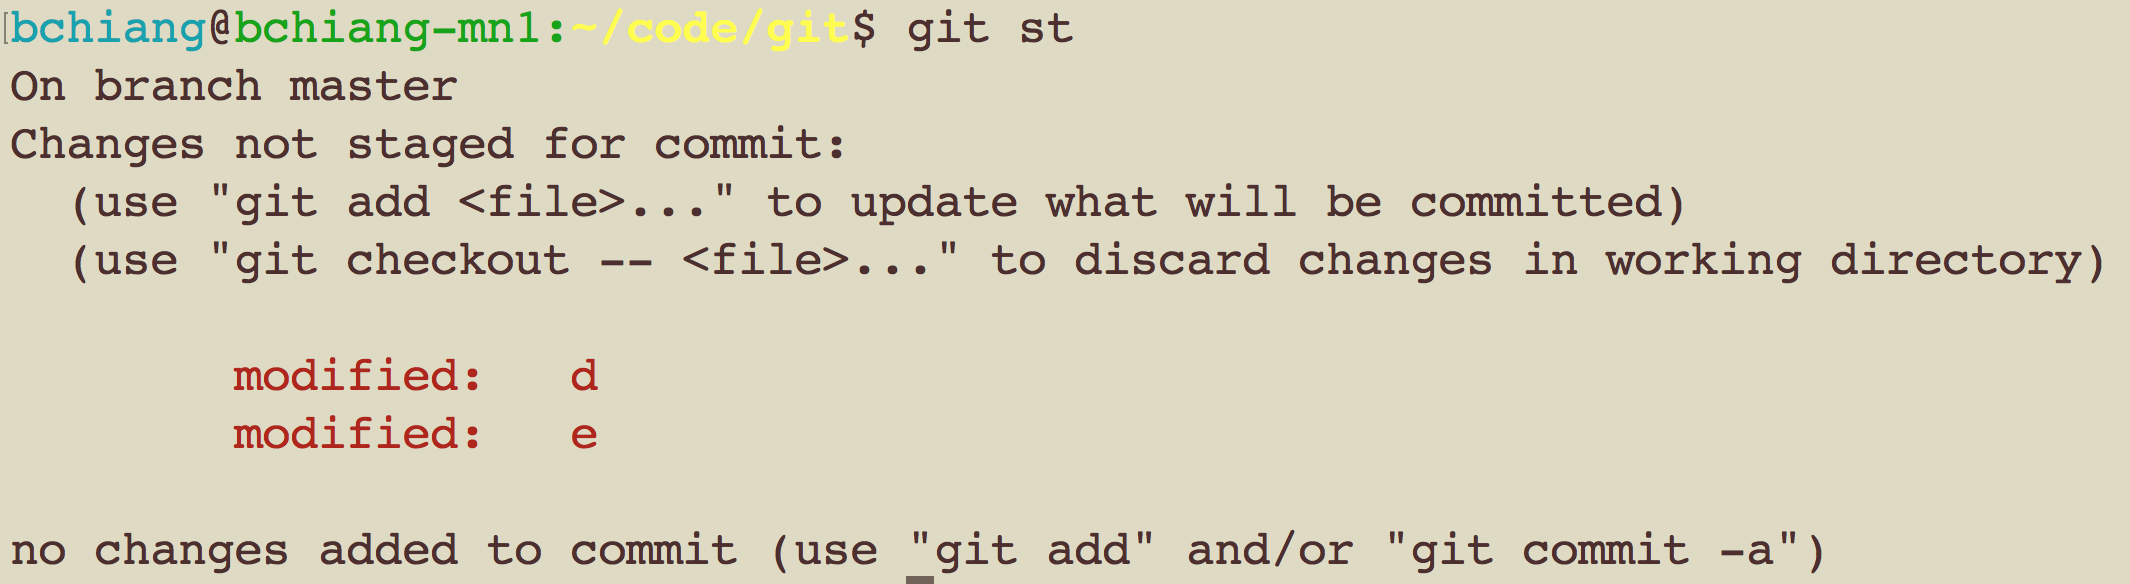 bchiang@bchiang-mn1:~/code/git$ git st
On branch master
Changes not staged for commit:
  (use "git add <file>..." to update what will be committed)
  (use "git checkout -- <file>..." to discard changes in working directory)

        modified:   d
        modified:   e

no changes added to commit (use "git add" and/or "git commit -a")